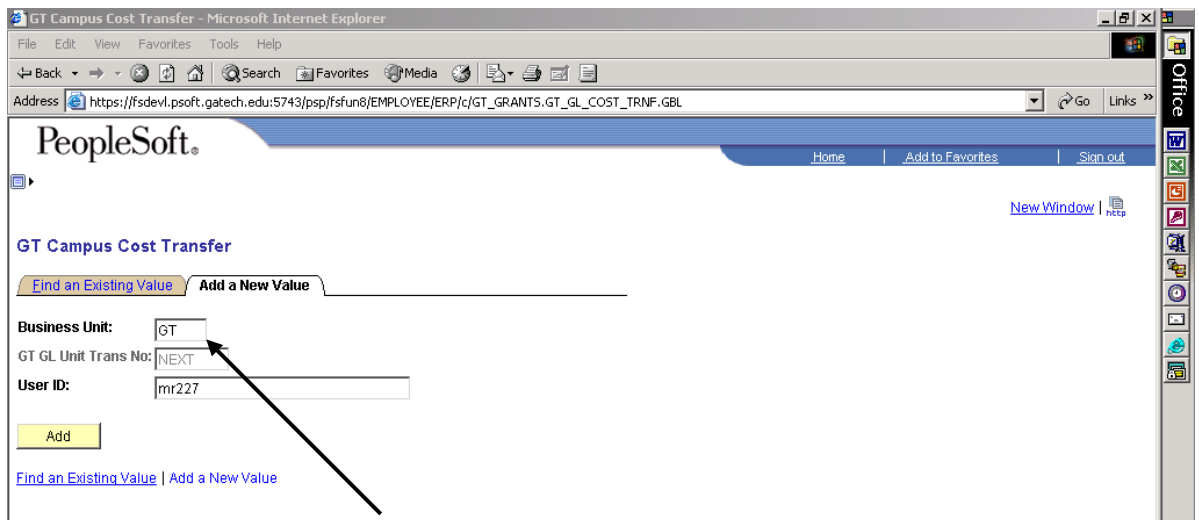 GT Campus Cost Transfer - Microsoft Internet Explorer
File Edit View Favorites Tools Help
Back Search Favorites Media
Address https://fsdevl.psoft.gatech.edu:5743/psp/fsfun8/EMPLOYEE/ERP/c/GT_GRANTS.GT_GL_COST_TRNF.GBL Go Links »
Office
PeopleSoft.
Home | Add to Favorites | Sign out
New Window | http
GT Campus Cost Transfer
Find an Existing Value Add a New Value
Business Unit: GT
GT GL Unit Trans No: NEXT
User ID: mr227
Add
Find an Existing Value | Add a New Value